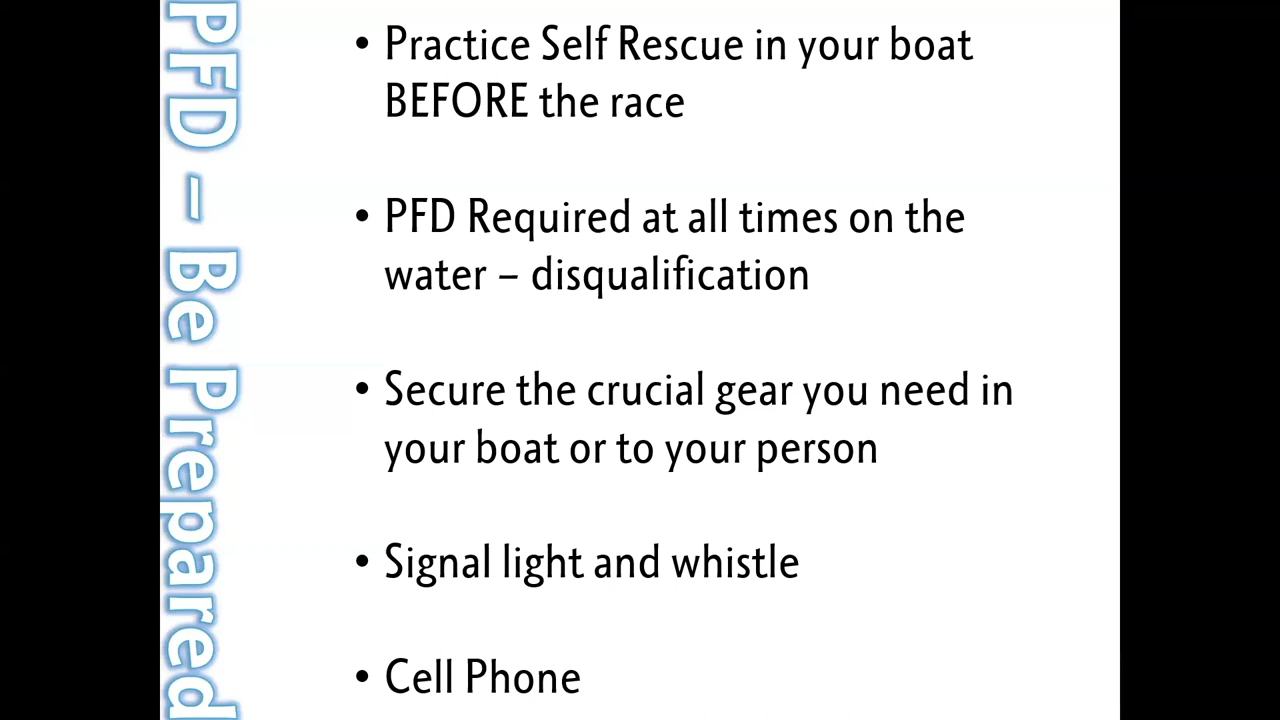 PFD – Be Prepared
• Practice Self Rescue in your boat
BEFORE the race
• PFD Required at all times on the
water – disqualification
• Secure the crucial gear you need in
your boat or to your person
• Signal light and whistle
• Cell Phone